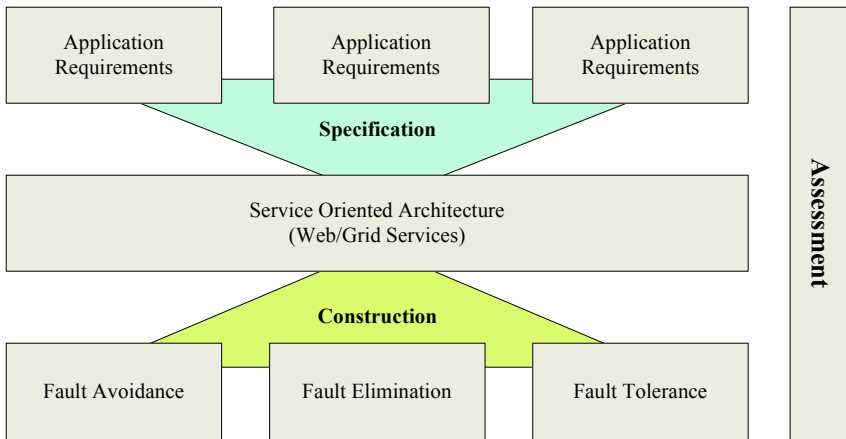 Application
Requirements
Application
Requirements
Application
Requirements
Specification
Service Oriented Architecture
(Web/Grid Services)
Construction
Fault Avoidance
Fault Elimination
Fault Tolerance
Assessment